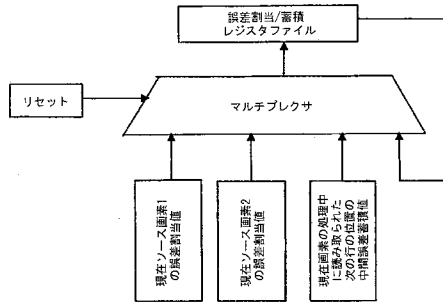 誤差割当/蓄積
レジスタファイル
リセット
マルチプレクサ
現在ソース画素1
の誤差割当値
現在ソース画素2
の誤差割当値
現在画素の処理中
に読み取られた
次の行の位置の
中間誤差蓄積値